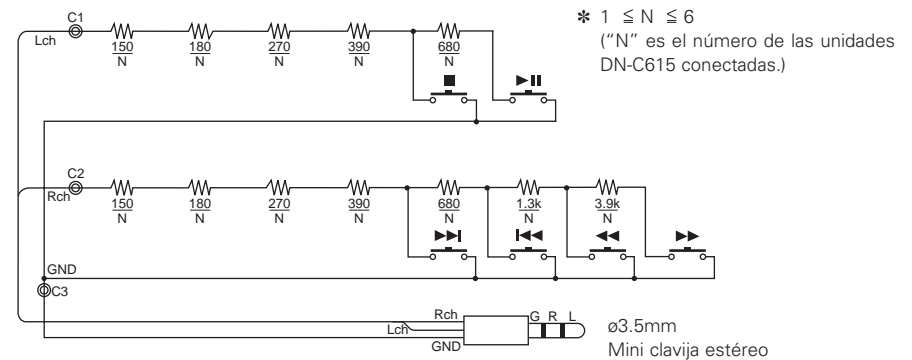 C1
Lch
150 180 270 390 680
N N N N N
✻ 1 ≦ N ≦ 6
(“N” es el número de las unidades
DN-C615 conectadas.)
C2
Rch
150 180 270 390 680 1.3k 3.9k
N N N N N N N
GND
C3
Rch
Lch
GND
G R L
ø3.5mm
Mini clavija estéreo